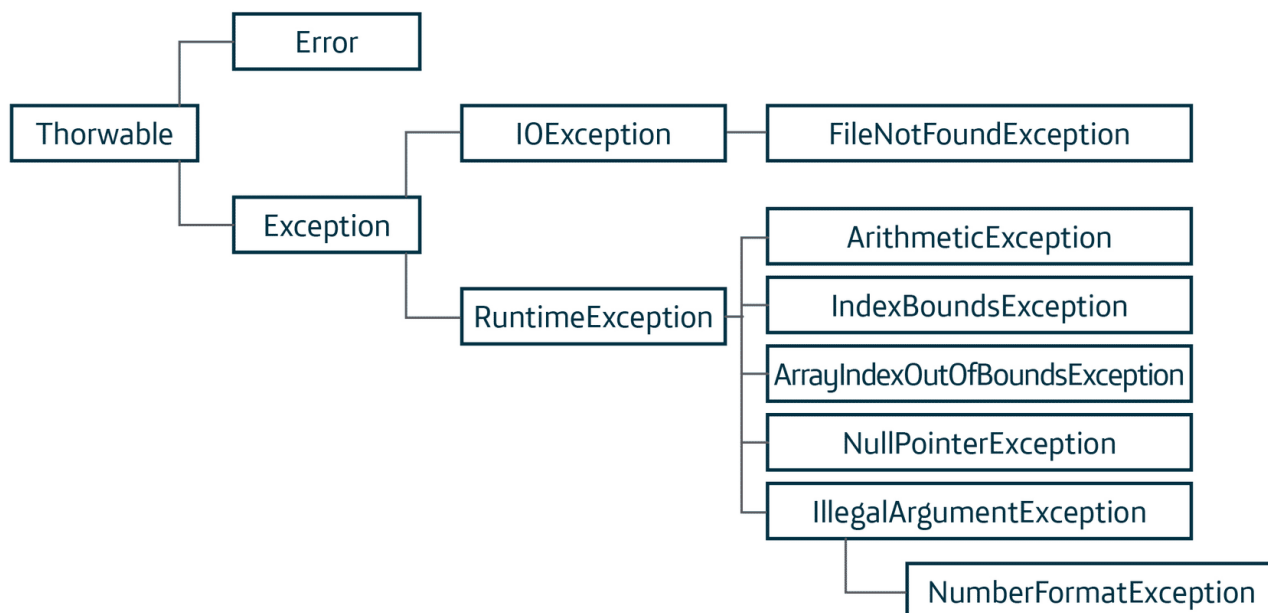 Error
Thorwable
IOException
FileNotFoundException
Exception
ArithmeticException
RuntimeException
IndexBoundsException
ArrayIndexOutOfBoundsException
NullPointerException
IllegalArgumentException
NumberFormatException